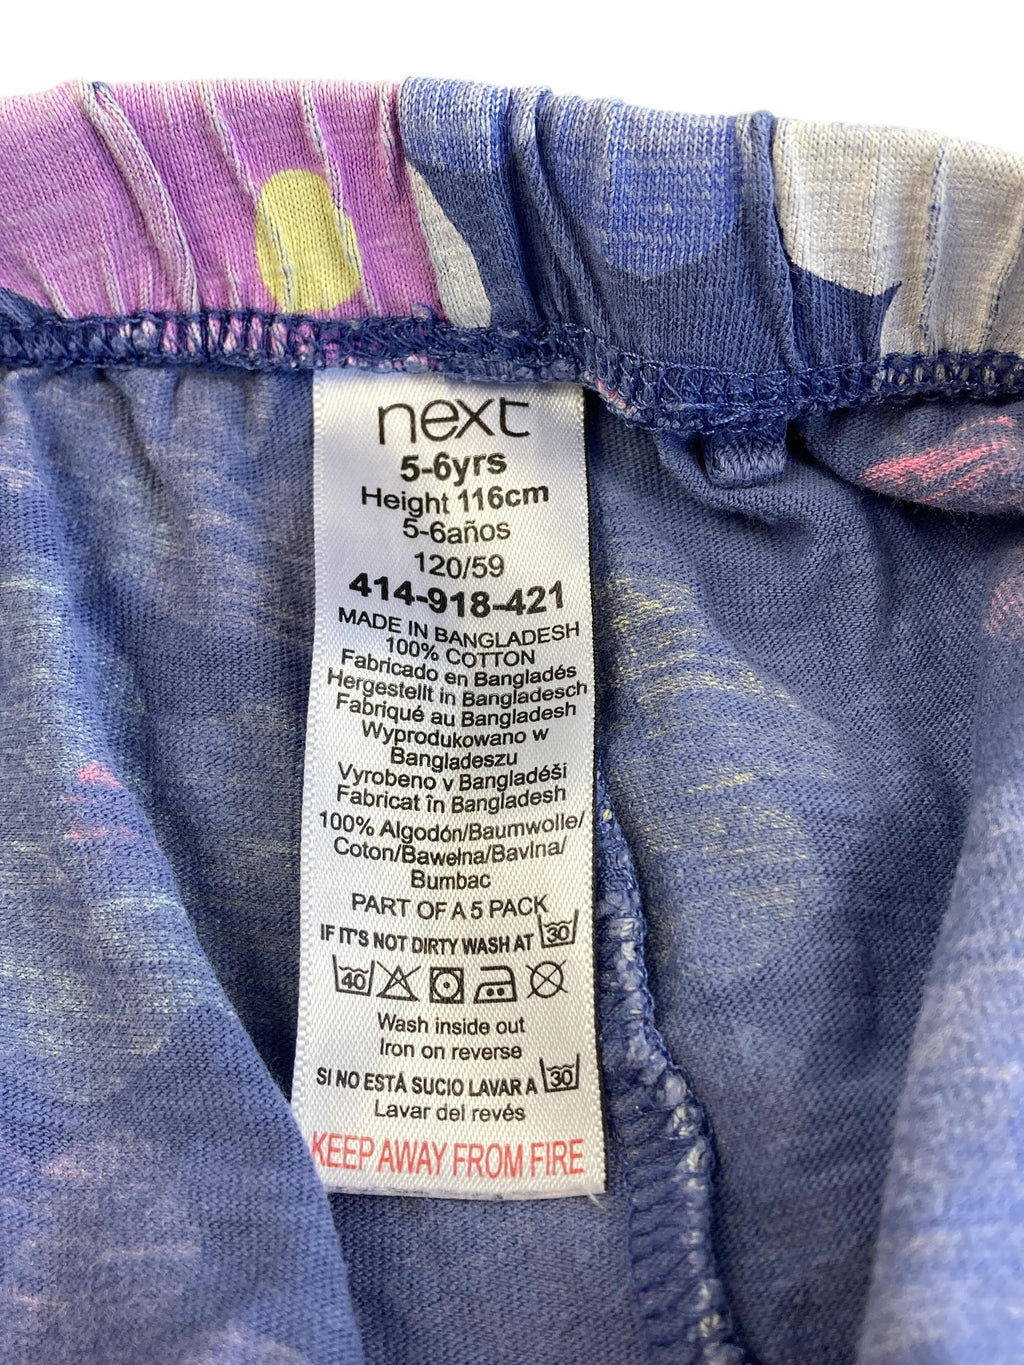 next
5-6yrs
Height 116cm
5-6años
120/59
414-918-421
MADE IN BANGLADESH
100% COTTON
Fabricado en Bangladés
Hergestellt in Bangladesch
Fabriqué au Bangladesh
Wyprodukowano w
Bangladeszu
Vyrobeno v Bangladéši
Fabricat în Bangladesh
100% Algodón/Baumwolle/
Coton/Bawełna/Bavlna/
Bumbac
PART OF A 5 PACK
IF IT'S NOT DIRTY WASH AT 30
40
Wash inside out
Iron on reverse
SI NO ESTÁ SUCIO LAVAR A 30
Lavar del revés
KEEP AWAY FROM FIRE